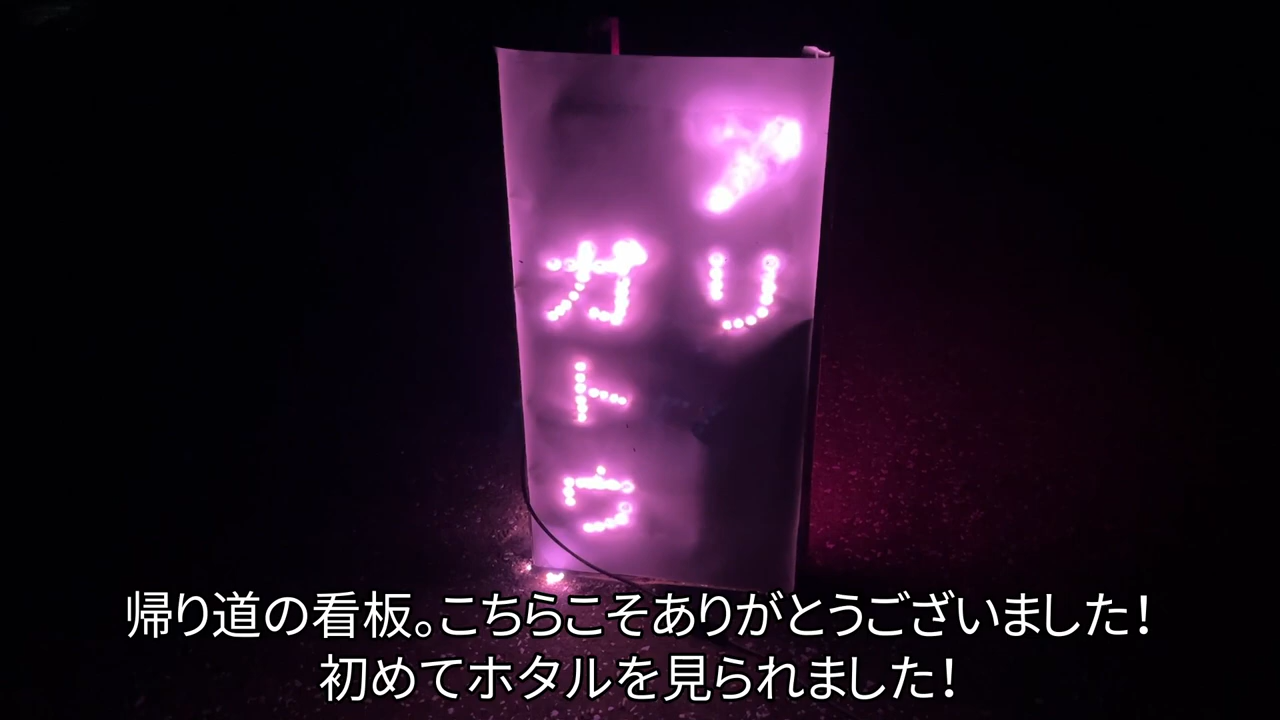 アリ
ガトウ
帰り道の看板。こちらこそありがとうございました！
初めてホタルを見られました！